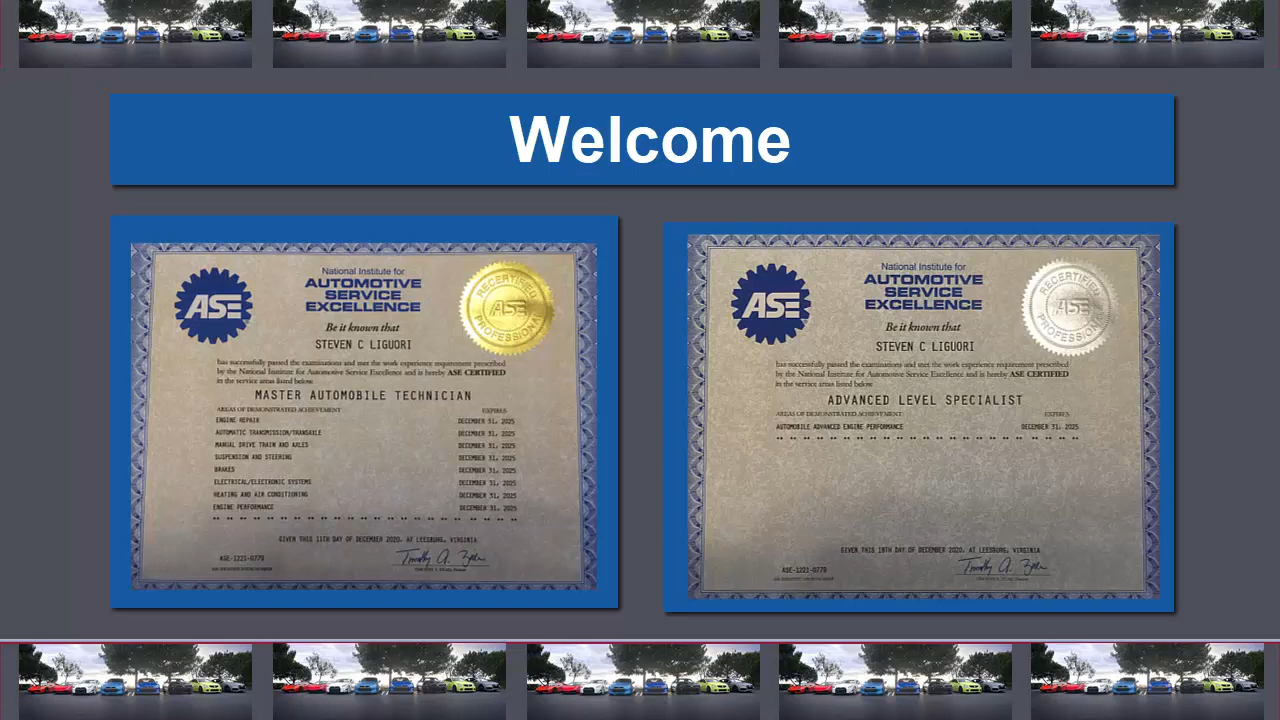 Welcome
National Institute for
AUTOMOTIVE
SERVICE
EXCELLENCE
ASE
RECERTIFIED
ASE
PROFESSIONAL
Be it known that
STEVEN C LIGUORI
has successfully passed the examinations and met the work experience requirement prescribed
by the National Institute for Automotive Service Excellence and is hereby ASE CERTIFIED
in the service areas listed below
MASTER AUTOMOBILE TECHNICIAN
AREAS OF DEMONSTRATED ACHIEVEMENT EXPIRES
ENGINE REPAIR DECEMBER 31, 2025
AUTOMATIC TRANSMISSION/TRANSAXLE DECEMBER 31, 2025
MANUAL DRIVE TRAIN AND AXLES DECEMBER 31, 2025
SUSPENSION AND STEERING DECEMBER 31, 2025
BRAKES DECEMBER 31, 2025
ELECTRICAL/ELECTRONIC SYSTEMS DECEMBER 31, 2025
HEATING AND AIR CONDITIONING DECEMBER 31, 2025
ENGINE PERFORMANCE DECEMBER 31, 2025
GIVEN THIS 11TH DAY OF DECEMBER 2020, AT LEESBURG, VIRGINIA
ASE-1221-0779
National Institute for
AUTOMOTIVE
SERVICE
EXCELLENCE
ASE
RECERTIFIED
ASE
PROFESSIONAL
Be it known that
STEVEN C LIGUORI
has successfully passed the examinations and met the work experience requirement prescribed
by the National Institute for Automotive Service Excellence and is hereby ASE CERTIFIED
in the service areas listed below
ADVANCED LEVEL SPECIALIST
AREAS OF DEMONSTRATED ACHIEVEMENT EXPIRES
AUTOMOBILE ADVANCED ENGINE PERFORMANCE DECEMBER 31, 2025
GIVEN THIS 18TH DAY OF DECEMBER 2020, AT LEESBURG, VIRGINIA
ASE-1221-0779